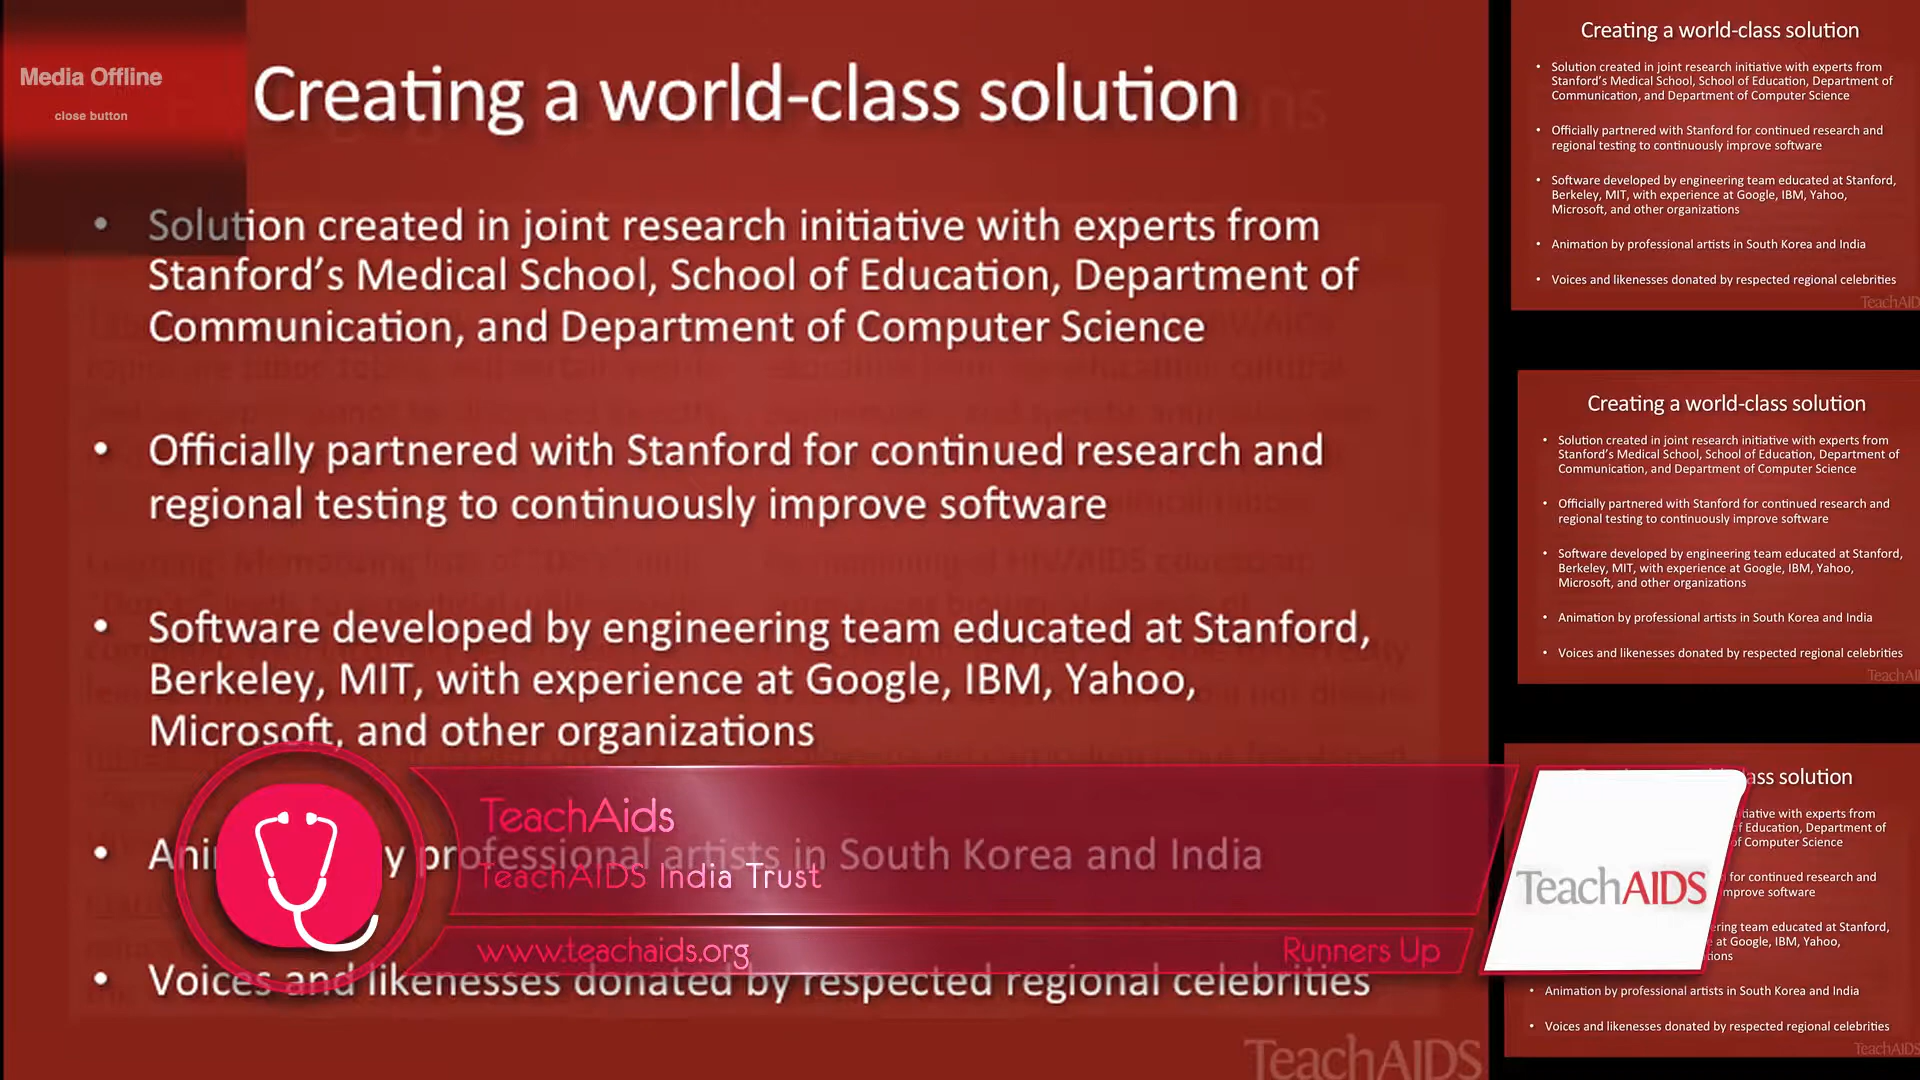 Media Offline
close button
Creating a world-class solution
• Solution created in joint research initiative with experts from
Stanford's Medical School, School of Education, Department of
Communication, and Department of Computer Science
• Officially partnered with Stanford for continued research and
regional testing to continuously improve software
• Software developed by engineering team educated at Stanford,
Berkeley, MIT, with experience at Google, IBM, Yahoo,
Microsoft, and other organizations
• Ani y professional artists in South Korea and India
• Voices and likenesses donated by respected regional celebrities
TeachAIDS
TeachAids
TeachAIDS India Trust
www.teachaids.org
Runners Up
TeachAIDS
Creating a world-class solution
• Solution created in joint research initiative with experts from
Stanford's Medical School, School of Education, Department of
Communication, and Department of Computer Science
• Officially partnered with Stanford for continued research and
regional testing to continuously improve software
• Software developed by engineering team educated at Stanford,
Berkeley, MIT, with experience at Google, IBM, Yahoo,
Microsoft, and other organizations
• Animation by professional artists in South Korea and India
• Voices and likenesses donated by respected regional celebrities
TeachAID
Creating a world-class solution
• Solution created in joint research initiative with experts from
Stanford's Medical School, School of Education, Department of
Communication, and Department of Computer Science
• Officially partnered with Stanford for continued research and
regional testing to continuously improve software
• Software developed by engineering team educated at Stanford,
Berkeley, MIT, with experience at Google, IBM, Yahoo,
Microsoft, and other organizations
• Animation by professional artists in South Korea and India
• Voices and likenesses donated by respected regional celebrities
TeachAI
ass solution
iative with experts from
f Education, Department of
of Computer Science
for continued research and
mprove software
ering team educated at Stanford,
e at Google, IBM, Yahoo,
tions
• Animation by professional artists in South Korea and India
• Voices and likenesses donated by respected regional celebrities
TeachAIDS